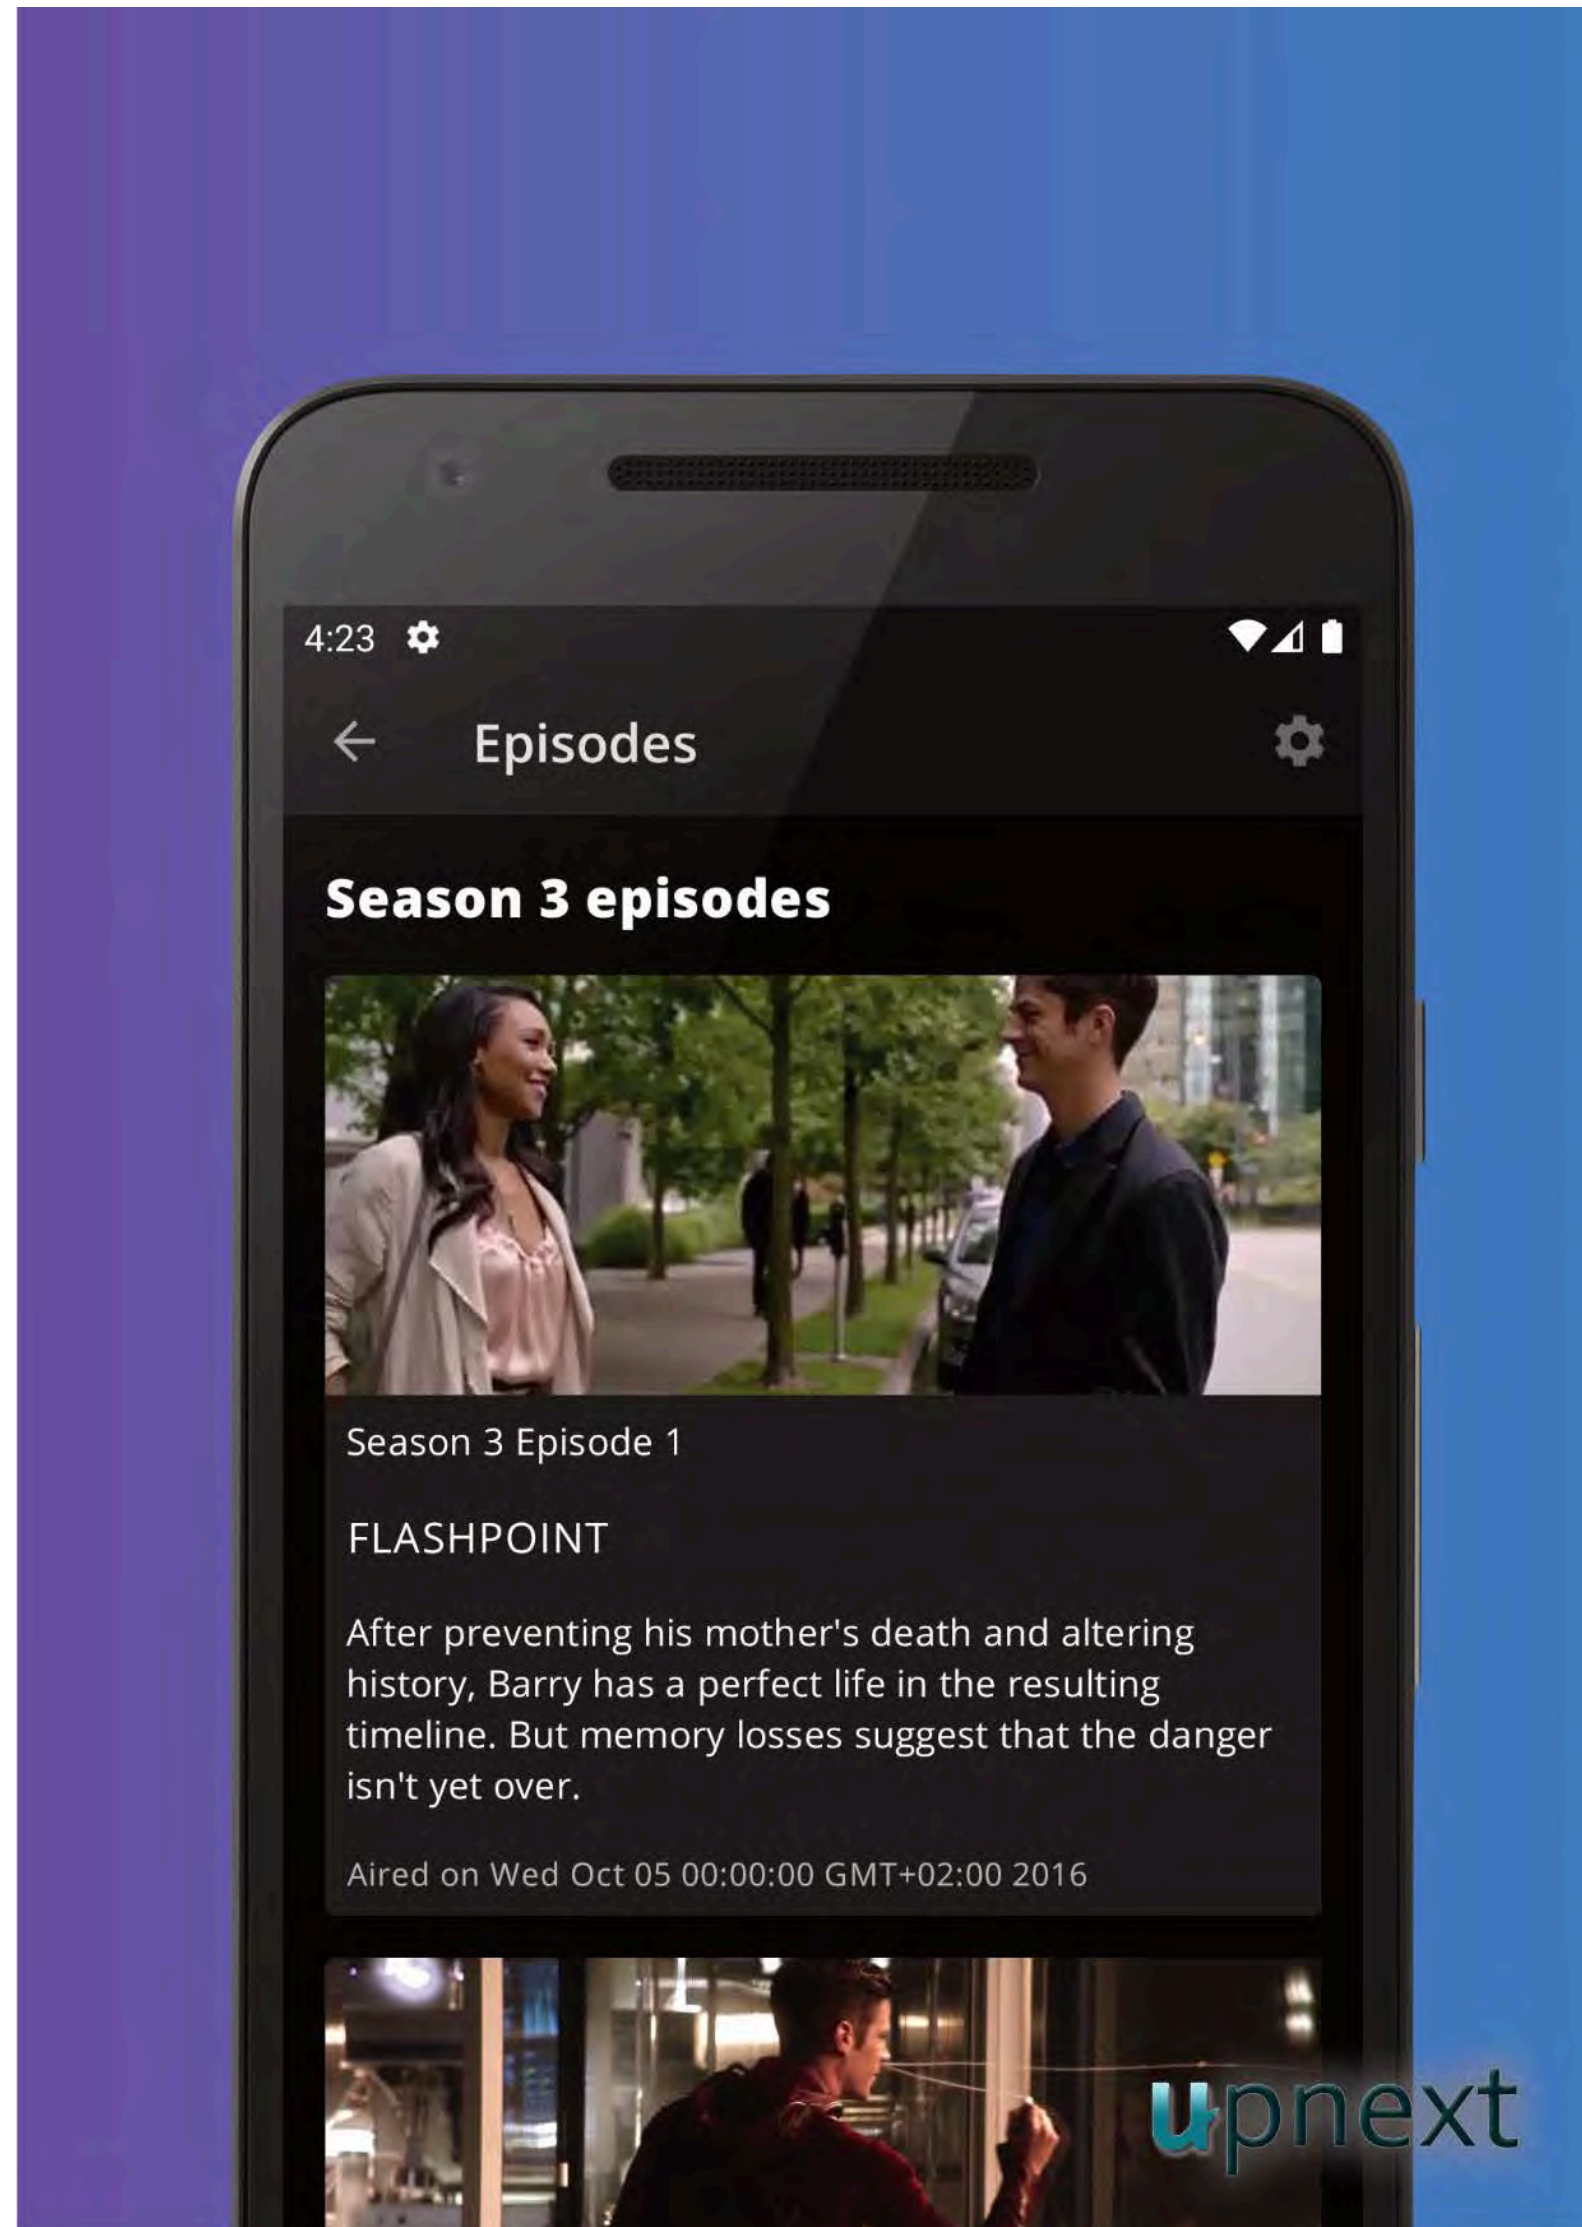 4:23
Episodes
Season 3 episodes
Season 3 Episode 1
FLASHPOINT
After preventing his mother's death and altering
history, Barry has a perfect life in the resulting
timeline. But memory losses suggest that the danger
isn't yet over.
Aired on Wed Oct 05 00:00:00 GMT+02:00 2016
upnext